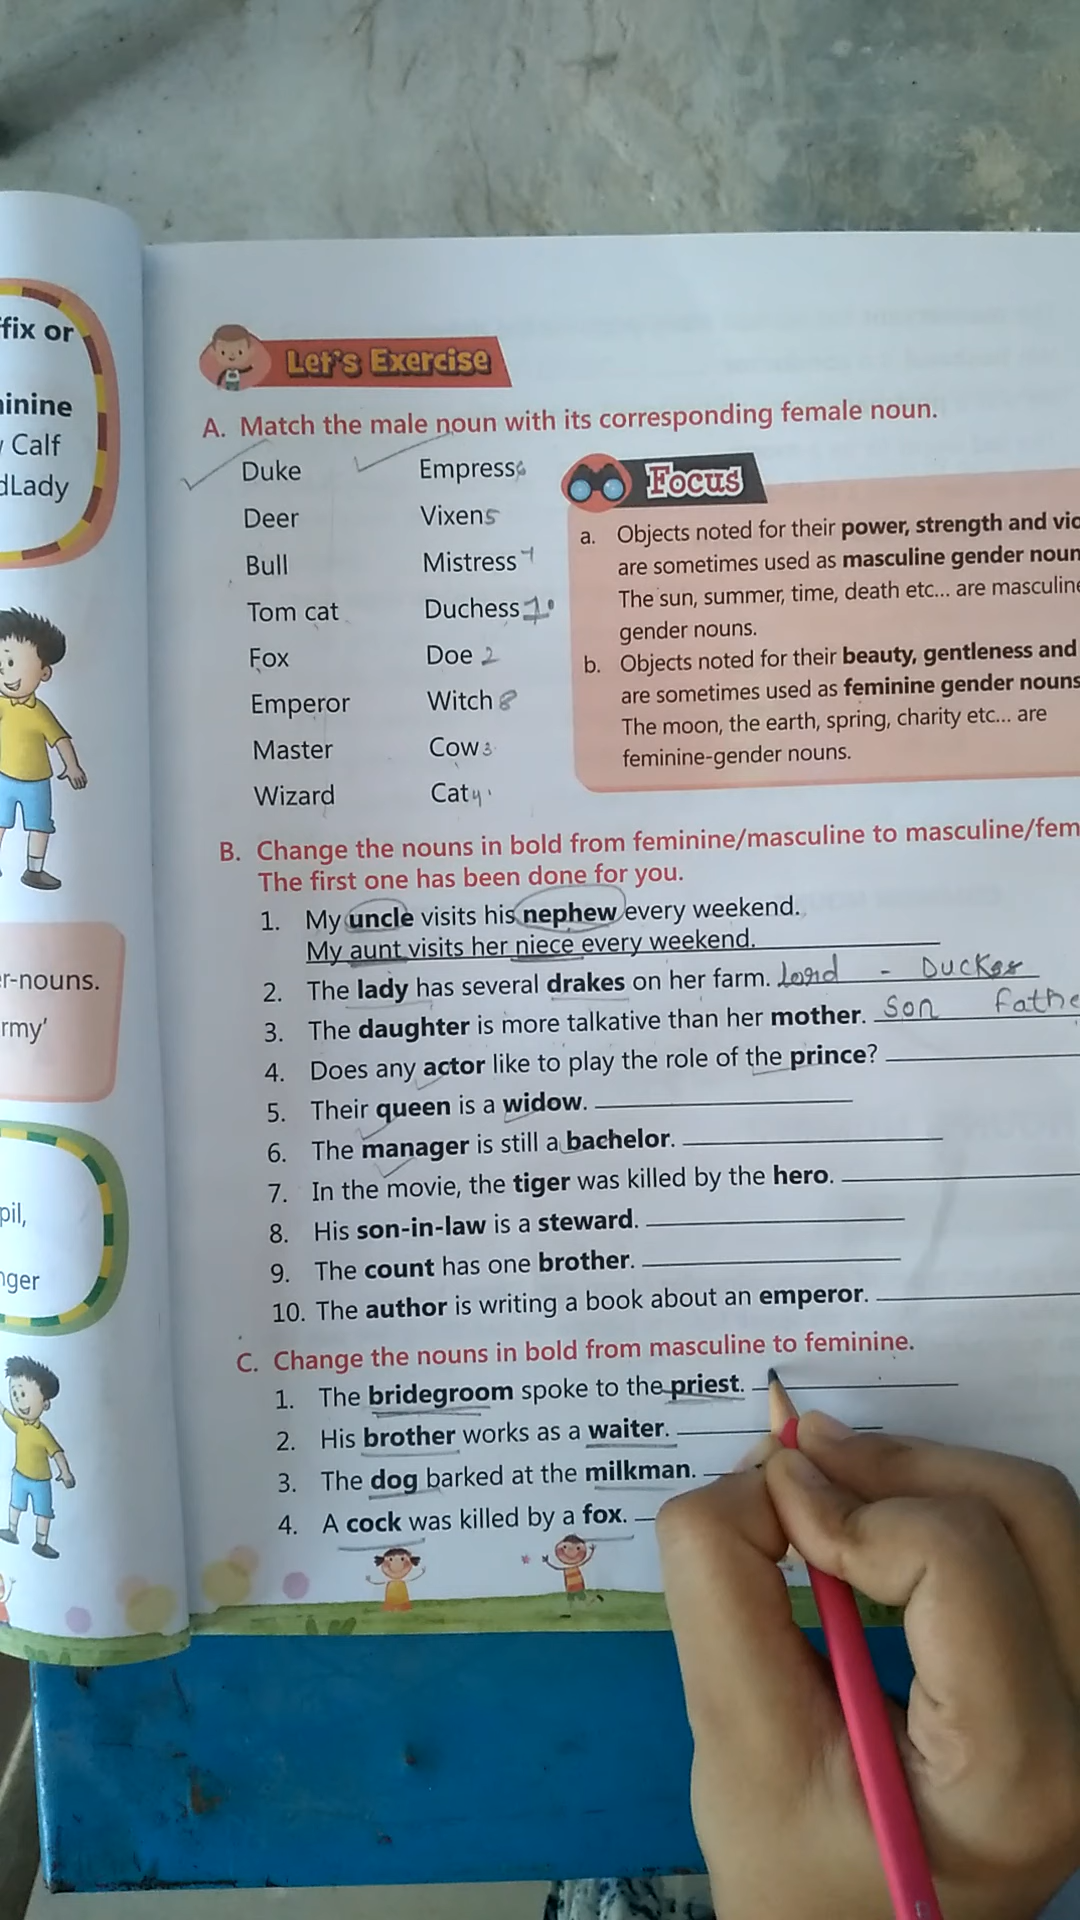 fix or
inine
Calf
dLady
r-nouns.
rmy'
pil,
nger
Let's Exercise
A. Match the male noun with its corresponding female noun.
Duke Empress 6
Deer Vixen 5
Bull Mistress 7
Tom cat Duchess 1
Fox Doe 2
Emperor Witch 8
Master Cow 3
Wizard Cat 4
Focus
a. Objects noted for their power, strength and vio
are sometimes used as masculine gender noun
The sun, summer, time, death etc... are masculine
gender nouns.
b. Objects noted for their beauty, gentleness and
are sometimes used as feminine gender nouns
The moon, the earth, spring, charity etc... are
feminine-gender nouns.
B. Change the nouns in bold from feminine/masculine to masculine/fem
The first one has been done for you.
1. My uncle visits his nephew every weekend.
My aunt visits her niece every weekend.
2. The lady has several drakes on her farm. lord - Duckes
3. The daughter is more talkative than her mother. son fathe
4. Does any actor like to play the role of the prince?
5. Their queen is a widow.
6. The manager is still a bachelor.
7. In the movie, the tiger was killed by the hero.
8. His son-in-law is a steward.
9. The count has one brother.
10. The author is writing a book about an emperor.
C. Change the nouns in bold from masculine to feminine.
1. The bridegroom spoke to the priest.
2. His brother works as a waiter.
3. The dog barked at the milkman.
4. A cock was killed by a fox.